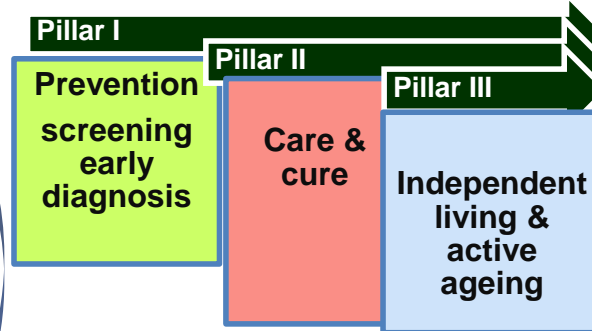 Pillar I
Prevention
screening
early
diagnosis
Pillar II
Care &
cure
Pillar III
Independent
living &
active
ageing